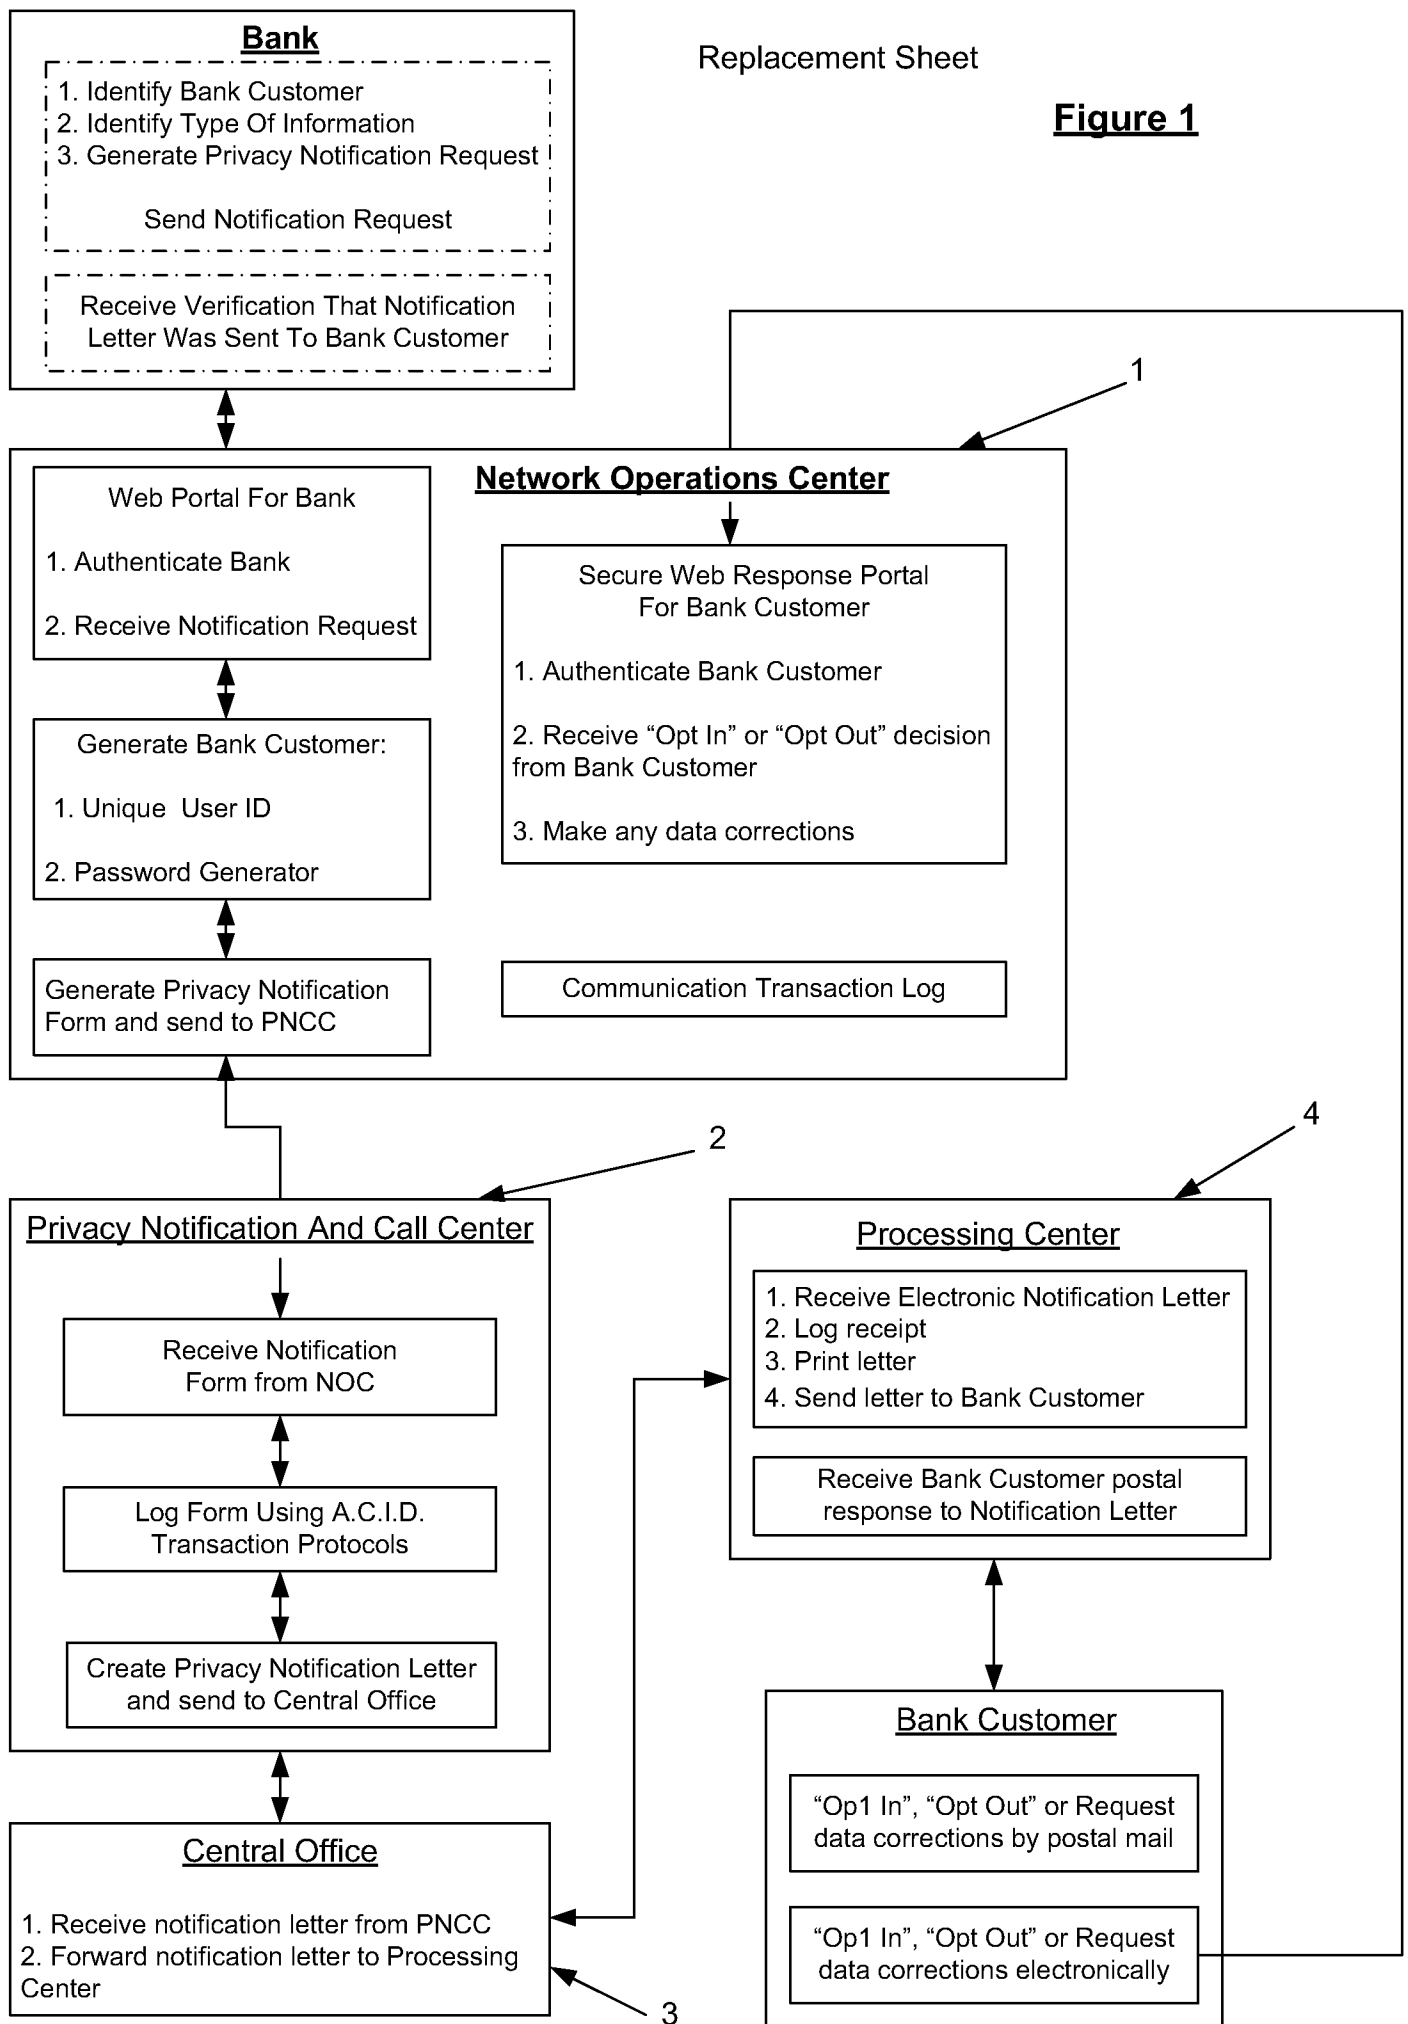 Bank
1. Identify Bank Customer
2. Identify Type Of Information
3. Generate Privacy Notification Request
Send Notification Request
Receive Verification That Notification
Letter Was Sent To Bank Customer
Replacement Sheet
Figure 1
1
Network Operations Center
Web Portal For Bank
1. Authenticate Bank
2. Receive Notification Request
Generate Bank Customer:
1. Unique  User ID
2. Password Generator
Generate Privacy Notification
Form and send to PNCC
Secure Web Response Portal
For Bank Customer
1. Authenticate Bank Customer
2. Receive “Opt In” or “Opt Out” decision
from Bank Customer
3. Make any data corrections
Communication Transaction Log
2
Privacy Notification And Call Center
Receive Notification
Form from NOC
Log Form Using A.C.I.D.
Transaction Protocols
Create Privacy Notification Letter
and send to Central Office
Central Office
1. Receive notification letter from PNCC
2. Forward notification letter to Processing
Center
3
4
Processing Center
1. Receive Electronic Notification Letter
2. Log receipt
3. Print letter
4. Send letter to Bank Customer
Receive Bank Customer postal
response to Notification Letter
Bank Customer
“Op1 In”, “Opt Out” or Request
data corrections by postal mail
“Op1 In”, “Opt Out” or Request
data corrections electronically